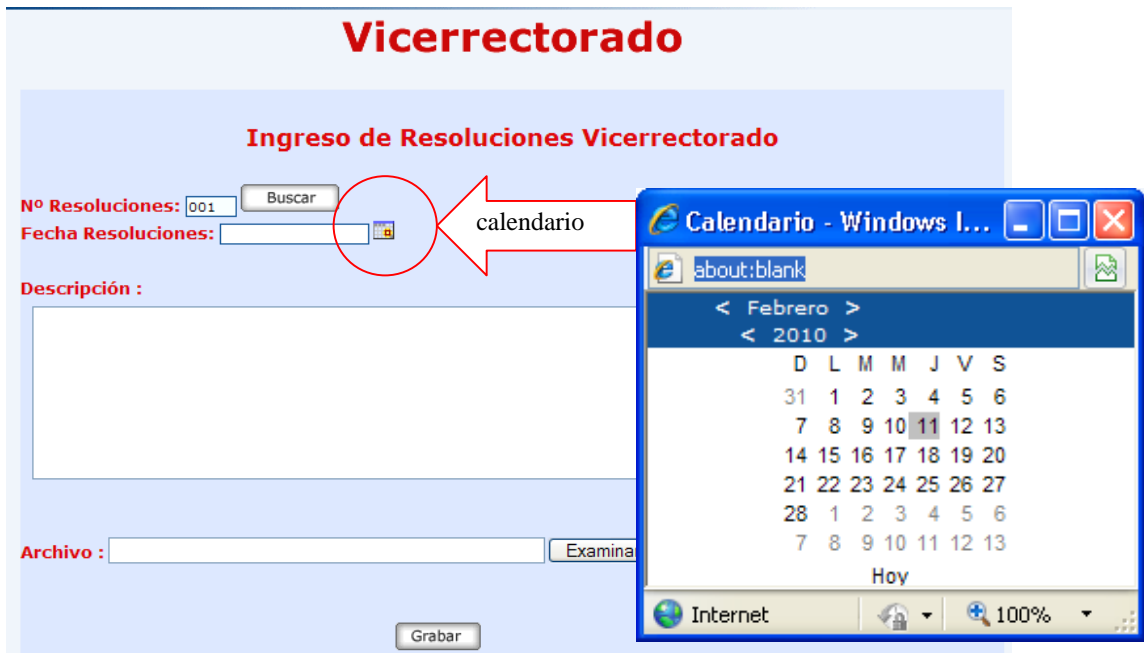 Vicerrectorado
Ingreso de Resoluciones Vicerrectorado
Nº Resoluciones: 001 Buscar
Fecha Resoluciones:
calendario
Descripción :
Archivo : Examinar
Grabar
Calendario - Windows I...
about:blank
< Febrero >
< 2010 >
D L M M J V S
31 1 2 3 4 5 6
7 8 9 10 11 12 13
14 15 16 17 18 19 20
21 22 23 24 25 26 27
28 1 2 3 4 5 6
7 8 9 10 11 12 13
Hoy
Internet 100%